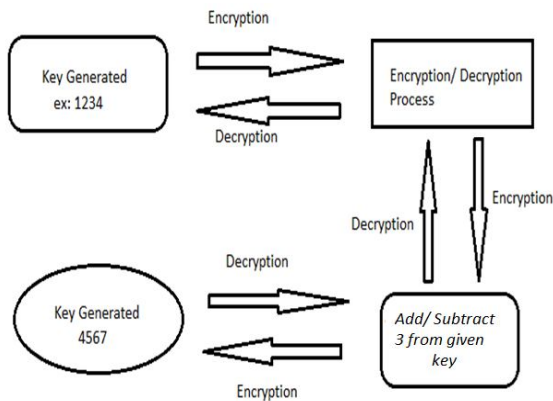 Encryption
Key Generated
ex: 1234
Encryption/ Decryption
Process
Decryption
Decryption
Encryption
Decryption
Key Generated
4567
Add/ Subtract
3 from given
key
Encryption